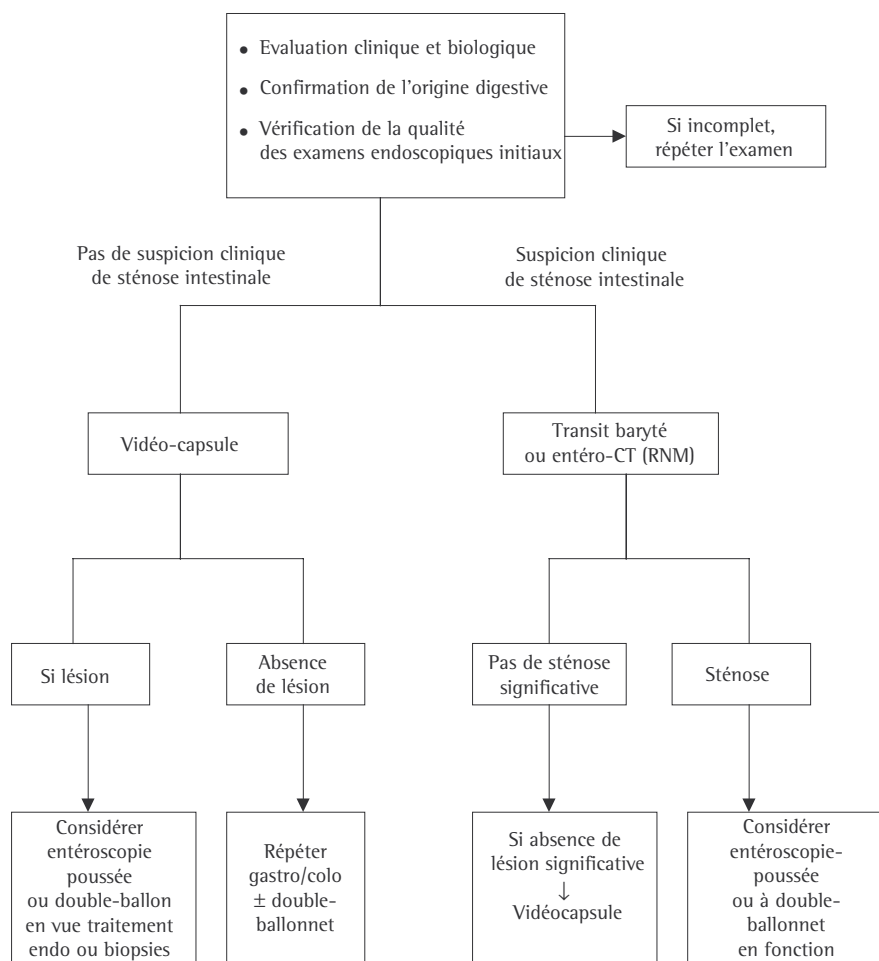 • Evaluation clinique et biologique
• Confirmation de l'origine digestive
• Vérification de la qualité
des examens endoscopiques initiaux
Si incomplet,
répéter l'examen
Pas de suspicion clinique
de sténose intestinale
Suspicion clinique
de sténose intestinale
Vidéo-capsule
Transit baryté
ou entéro-CT (RNM)
Si lésion
Absence
de lésion
Pas de sténose
significative
Sténose
Considérer
entéroscopie
poussée
ou double-ballon
en vue traitement
endo ou biopsies
Répéter
gastro/colo
± double-
ballonnet
Si absence de
lésion significative
↓
Vidéocapsule
Considérer
entéroscopie-
poussée
ou à double-
ballonnet
en fonction